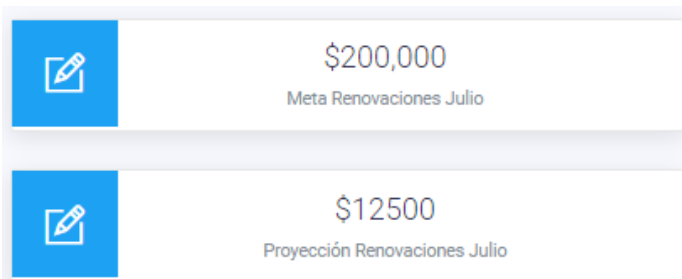 $200,000
Meta Renovaciones Julio
$12500
Proyección Renovaciones Julio